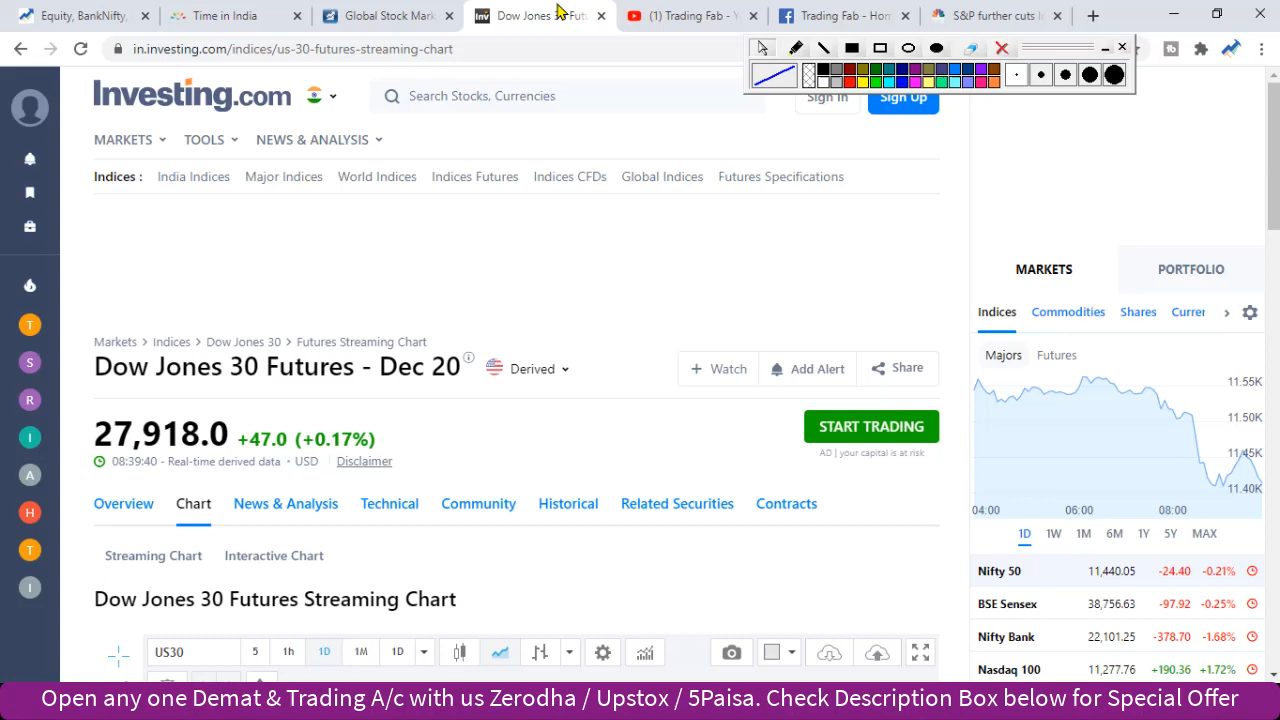 Equity, BankNifty,
Time in India
Global Stock Mark
Dow Jones 30 Futu
(1) Trading Fab - Y
Trading Fab - Hom
S&P further cuts In
in.investing.com/indices/us-30-futures-streaming-chart
Investing.com
Search Stocks, Currencies
Sign In
Sign Up
MARKETS
TOOLS
NEWS & ANALYSIS
Indices :
India Indices
Major Indices
World Indices
Indices Futures
Indices CFDs
Global Indices
Futures Specifications
MARKETS
PORTFOLIO
Indices
Commodities
Shares
Currer
Majors
Futures
11.55K
11.50K
11.45K
11.40K
04:00
06:00
08:00
1D
1W
1M
6M
1Y
5Y
MAX
Nifty 50 11,440.05 -24.40 -0.21%
BSE Sensex 38,756.63 -97.92 -0.25%
Nifty Bank 22,101.25 -378.70 -1.68%
Nasdaq 100 11,277.76 +190.36 +1.72%
Markets > Indices > Dow Jones 30 > Futures Streaming Chart
Dow Jones 30 Futures - Dec 20
Derived
+ Watch
Add Alert
Share
27,918.0 +47.0 (+0.17%)
START TRADING
AD | your capital is at risk
08:39:40 - Real-time derived data • USD
Disclaimer
Overview
Chart
News & Analysis
Technical
Community
Historical
Related Securities
Contracts
Streaming Chart
Interactive Chart
Dow Jones 30 Futures Streaming Chart
US30
5
1h
1D
1M
1D
T
S
R
I
A
H
T
I
Open any one Demat & Trading A/c with us Zerodha / Upstox / 5Paisa. Check Description Box below for Special Offer